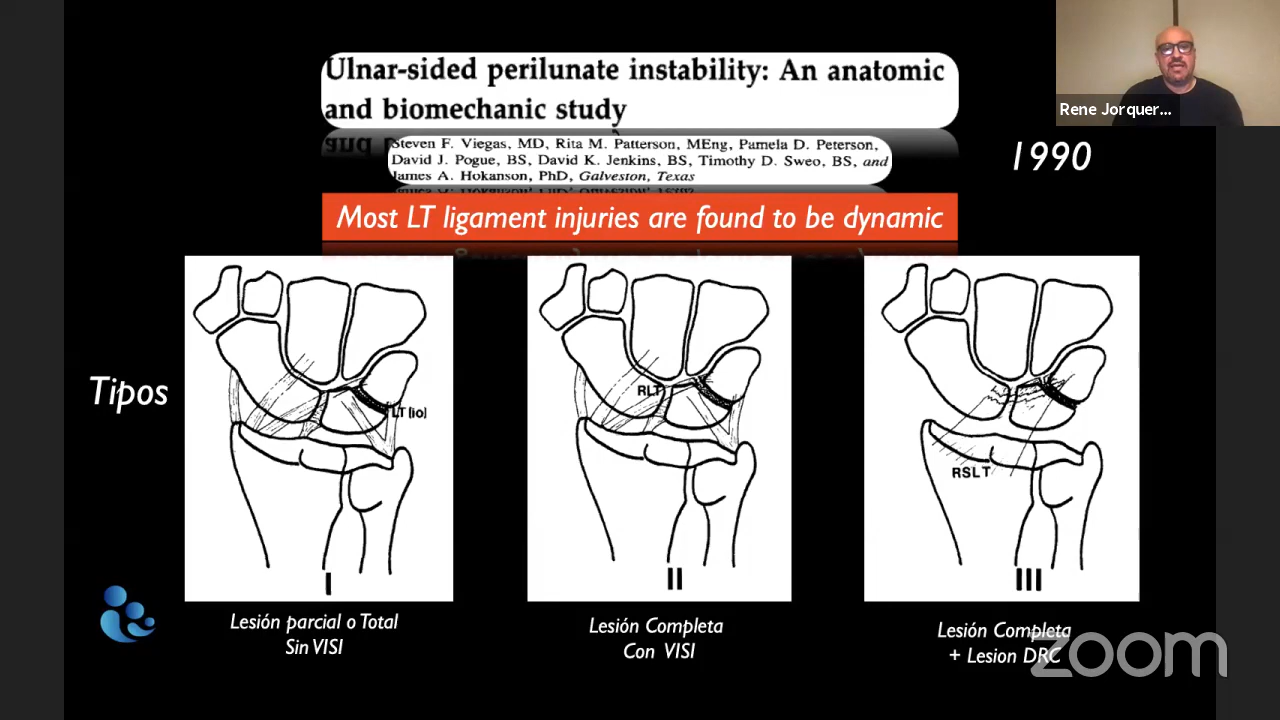 Ulnar-sided perilunate instability: An anatomic
and biomechanic study
Steven F. Viegas, MD, Rita M. Patterson, MEng, Pamela D. Peterson,
David J. Pogue, BS, David K. Jenkins, BS, Timothy D. Sweo, BS, and
James A. Hokanson, PhD, Galveston, Texas
Rene Jorquer...
1990
Most LT ligament injuries are found to be dynamic
Tipos
LT (io)
RLT
RSLT
I
II
III
Lesión parcial o Total
Sin VISI
Lesión Completa
Con VISI
Lesión Completa
+ Lesion DRC
zoom